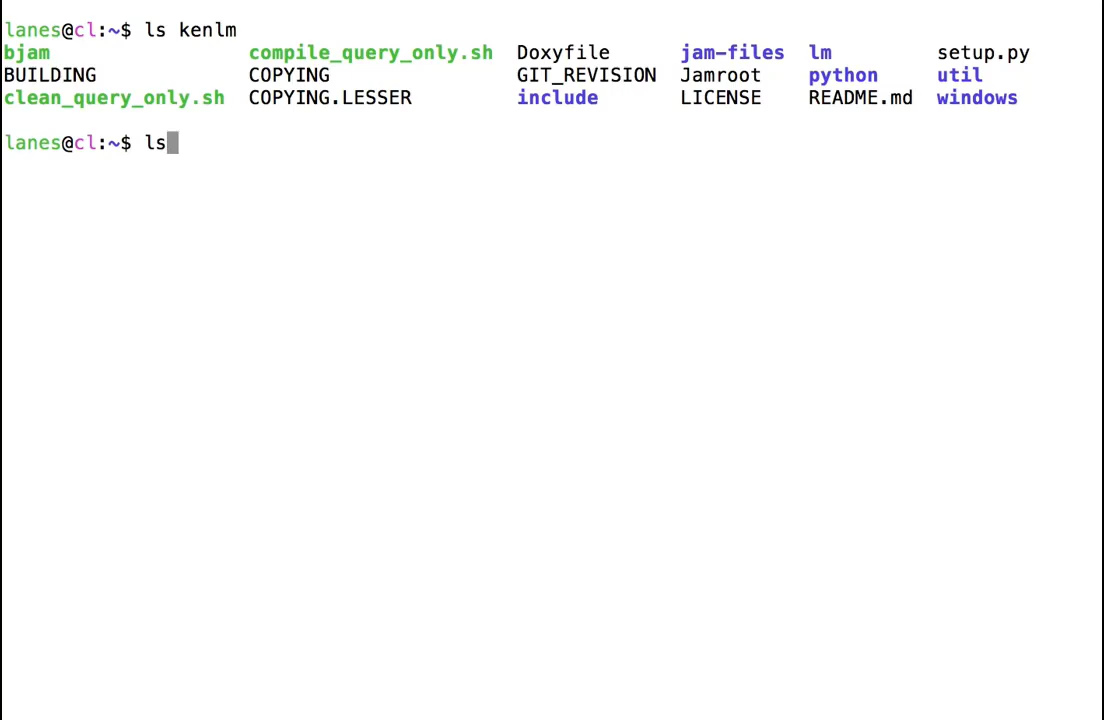 lanes@cl:~$ ls kenlm
bjam compile_query_only.sh Doxyfile jam-files lm setup.py
BUILDING COPYING GIT_REVISION Jamroot python util
clean_query_only.sh COPYING.LESSER include LICENSE README.md windows
lanes@cl:~$ ls